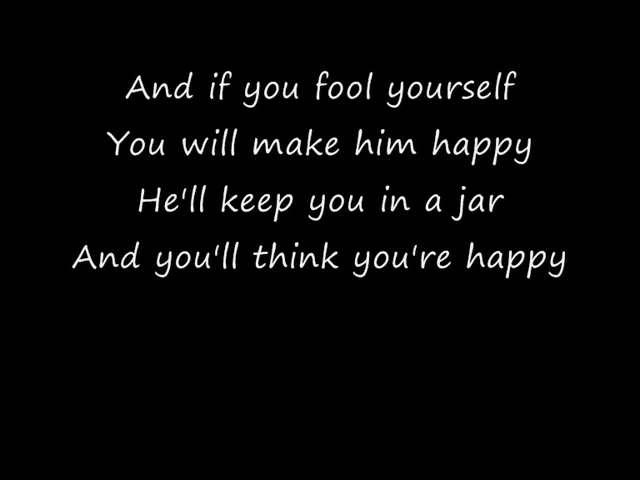 And if you fool yourself
You will make him happy
He'll keep you in a jar
And you'll think you're happy